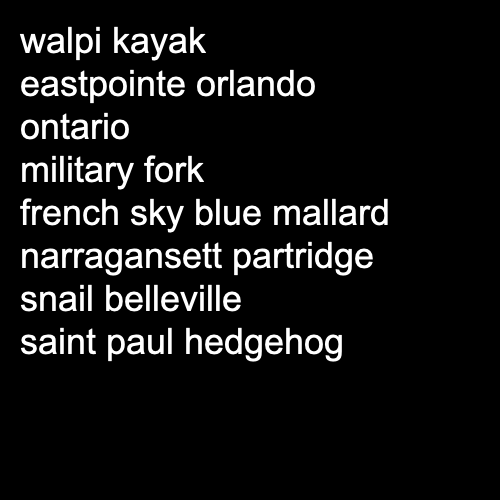 walpi kayak
eastpointe orlando
ontario
military fork
french sky blue mallard
narragansett partridge
snail belleville
saint paul hedgehog